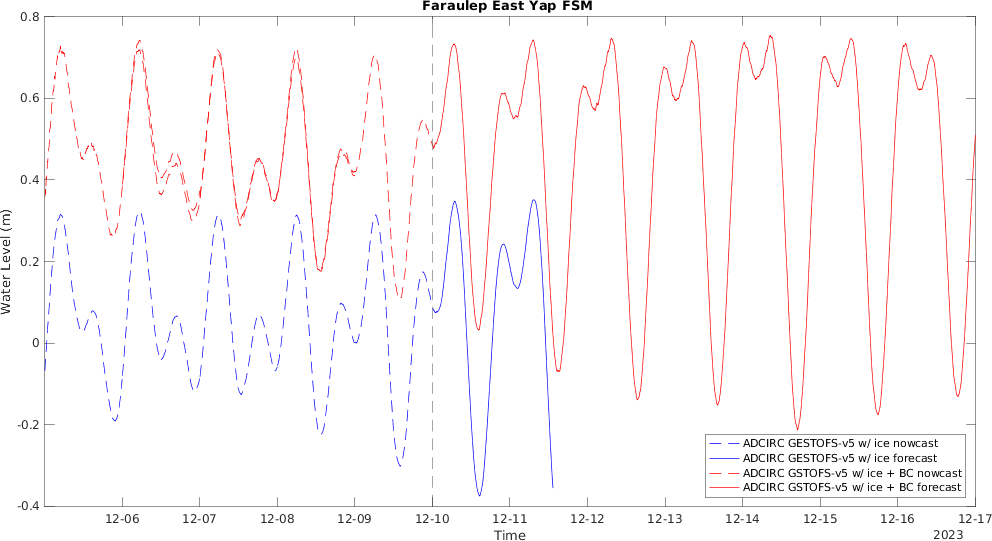 Faraulep East Yap FSM
0.8
0.6
0.4
0.2
0
-0.2
-0.4
Water Level (m)
ADCIRC GESTOFS-v5 w/ ice nowcast
ADCIRC GESTOFS-v5 w/ ice forecast
ADCIRC GSTOFS-v5 w/ ice + BC nowcast
ADCIRC GSTOFS-v5 w/ ice + BC forecast
12-06 12-07 12-08 12-09 12-10 12-11 12-12 12-13 12-14 12-15 12-16 12-17
Time
2023